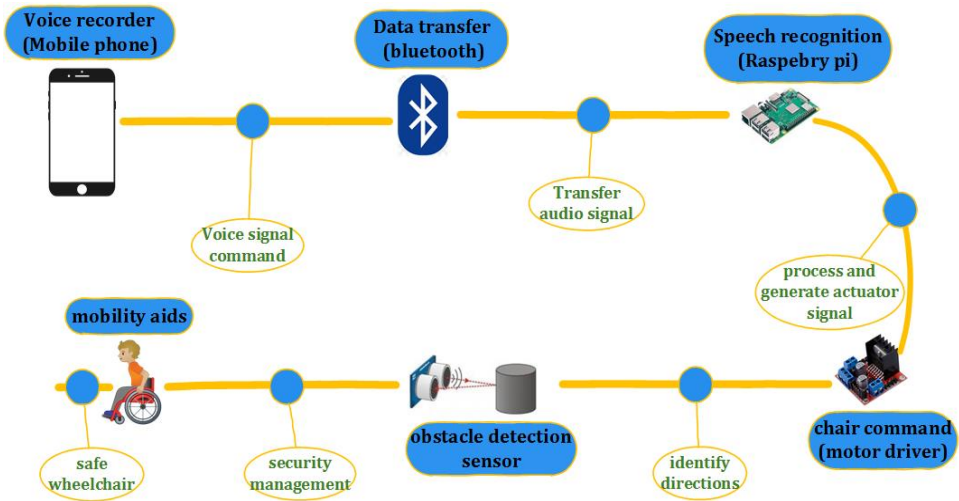 Voice recorder
(Mobile phone)
Data transfer
(bluetooth)
Speech recognition
(Raspebry pi)
Voice signal
command
Transfer
audio signal
process and
generate actuator
signal
mobility aids
obstacle detection
sensor
chair command
(motor driver)
safe
wheelchair
security
management
identify
directions